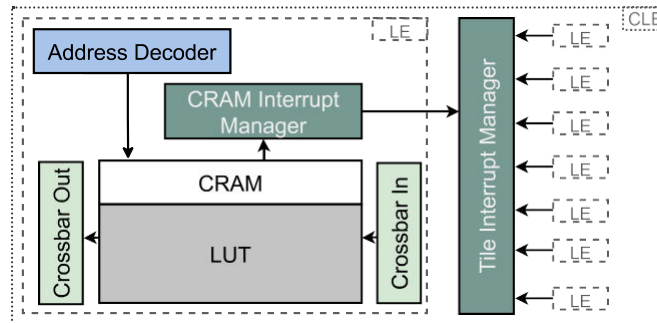 CLB
LE
Address Decoder
CRAM Interrupt
Manager
CRAM
LUT
Crossbar Out
Crossbar In
Tile Interrupt Manager
LE
LE
LE
LE
LE
LE
LE